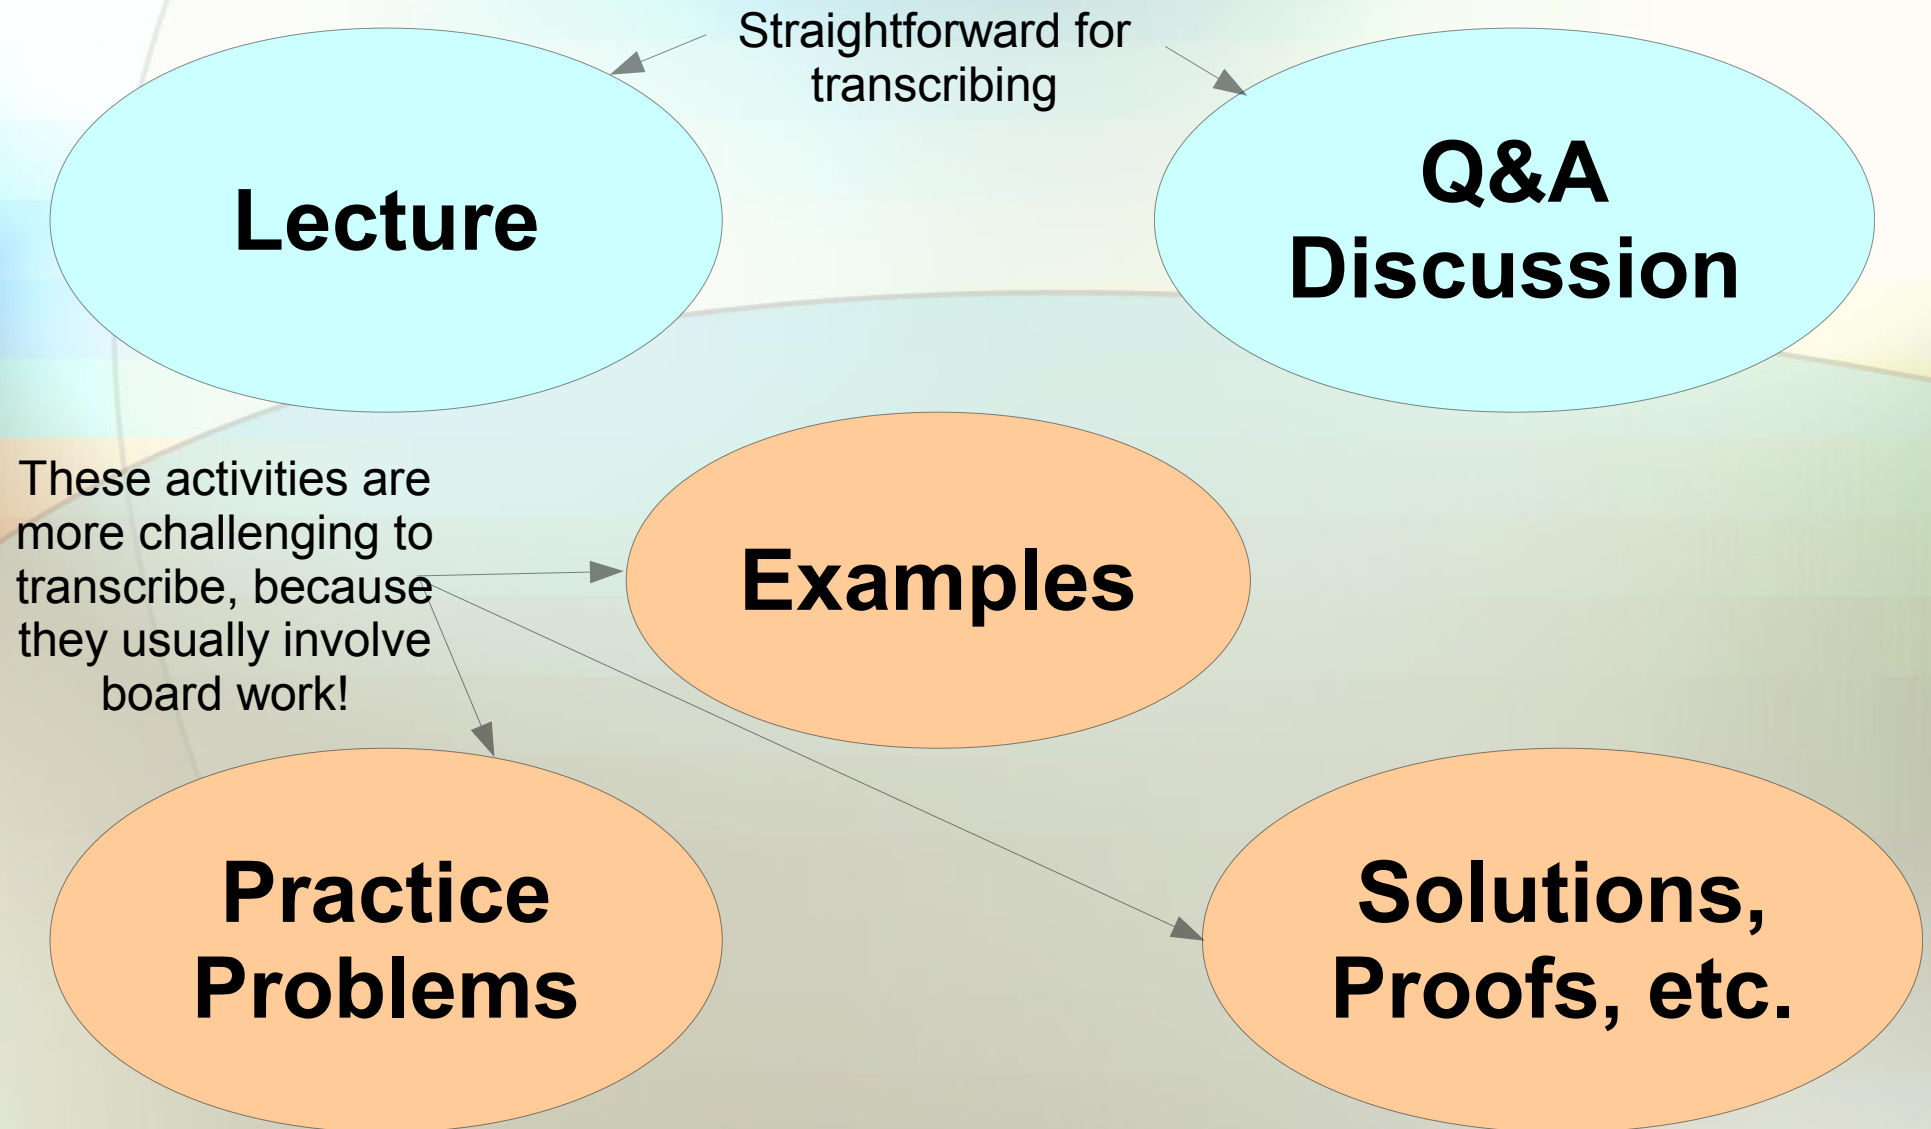 Straightforward for
transcribing
Lecture
Q&A
Discussion
These activities are
more challenging to
transcribe, because
they usually involve
board work!
Examples
Practice
Problems
Solutions,
Proofs, etc.